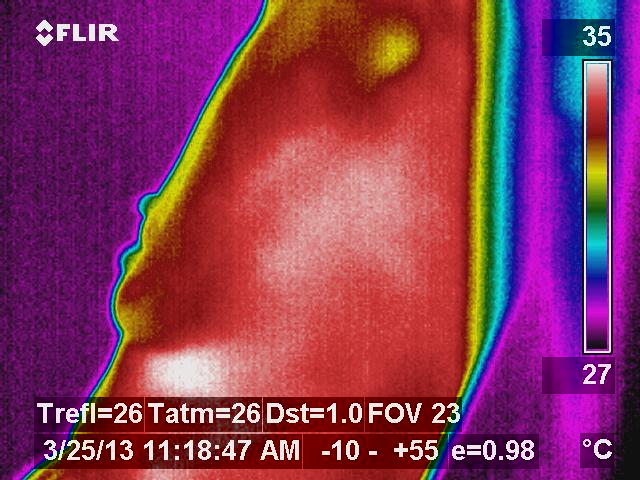 FLIR
35
27
Trefl=26 Tatm=26 Dst=1.0 FOV 23
3/25/13 11:18:47 AM -10 - +55 e=0.98 °C